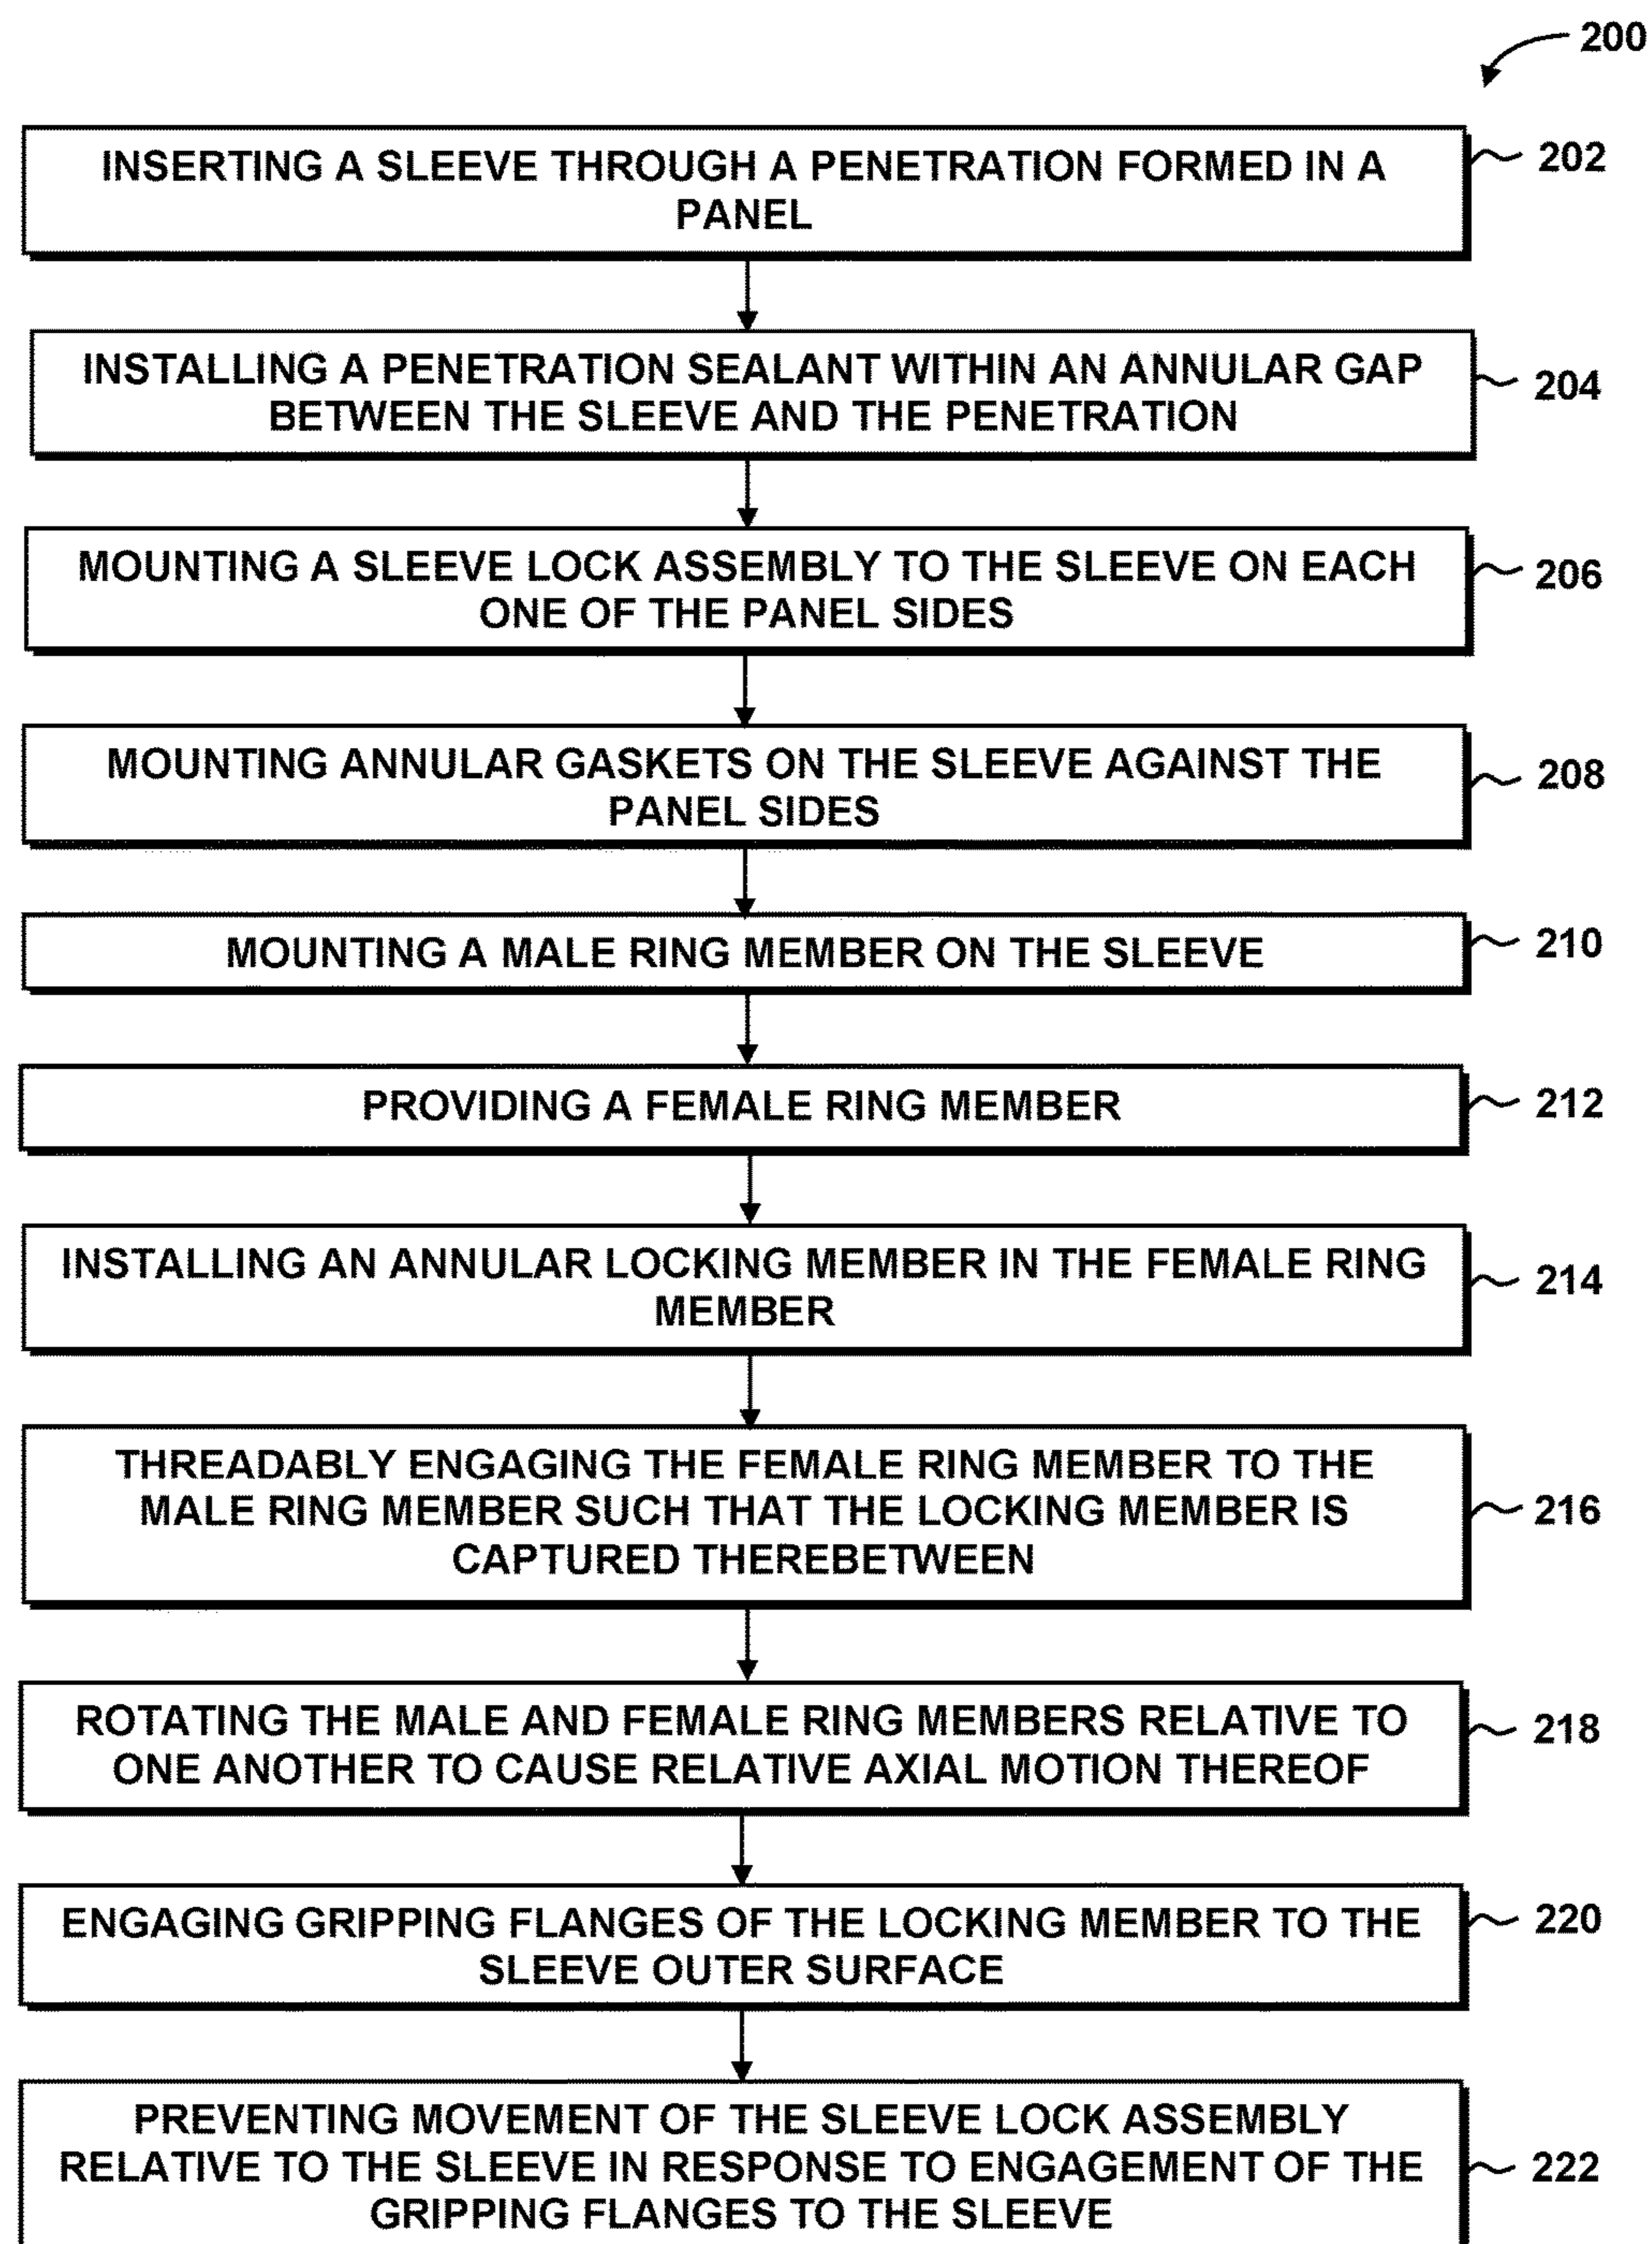 200
INSERTING A SLEEVE THROUGH A PENETRATION FORMED IN A
PANEL
202
INSTALLING A PENETRATION SEALANT WITHIN AN ANNULAR GAP
BETWEEN THE SLEEVE AND THE PENETRATION
204
MOUNTING A SLEEVE LOCK ASSEMBLY TO THE SLEEVE ON EACH
ONE OF THE PANEL SIDES
206
MOUNTING ANNULAR GASKETS ON THE SLEEVE AGAINST THE
PANEL SIDES
208
MOUNTING A MALE RING MEMBER ON THE SLEEVE
210
PROVIDING A FEMALE RING MEMBER
212
INSTALLING AN ANNULAR LOCKING MEMBER IN THE FEMALE RING
MEMBER
214
THREADABLY ENGAGING THE FEMALE RING MEMBER TO THE
MALE RING MEMBER SUCH THAT THE LOCKING MEMBER IS
CAPTURED THEREBETWEEN
216
ROTATING THE MALE AND FEMALE RING MEMBERS RELATIVE TO
ONE ANOTHER TO CAUSE RELATIVE AXIAL MOTION THEREOF
218
ENGAGING GRIPPING FLANGES OF THE LOCKING MEMBER TO THE
SLEEVE OUTER SURFACE
220
PREVENTING MOVEMENT OF THE SLEEVE LOCK ASSEMBLY
RELATIVE TO THE SLEEVE IN RESPONSE TO ENGAGEMENT OF THE
GRIPPING FLANGES TO THE SLEEVE
222